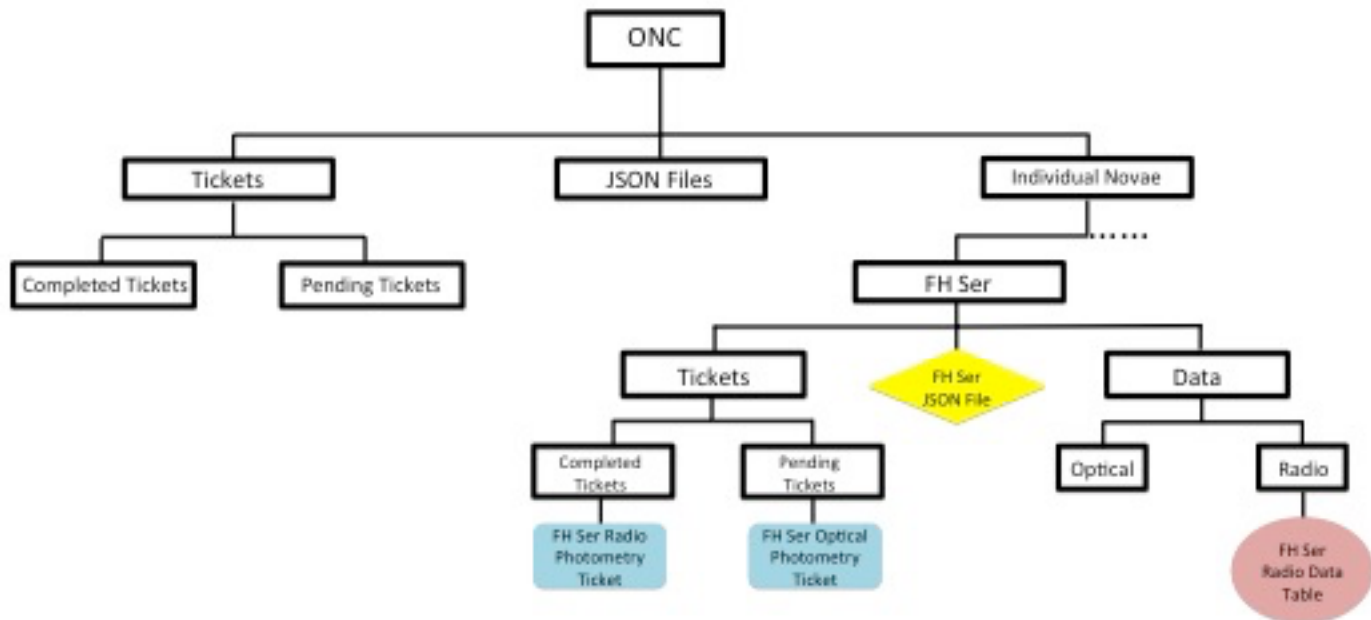 ONC
Tickets
JSON Files
Individual Novae
......
Completed Tickets
Pending Tickets
FH Ser
Tickets
FH Ser
JSON File
Data
Completed
Tickets
Pending
Tickets
Optical
Radio
FH Ser Radio
Photometry
Ticket
FH Ser Optical
Photometry
Ticket
FH Ser
Radio Data
Table